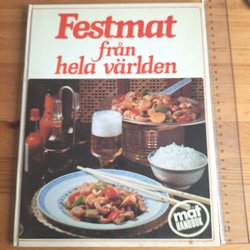 Festmat
från
hela världen
mat
HANDBOK